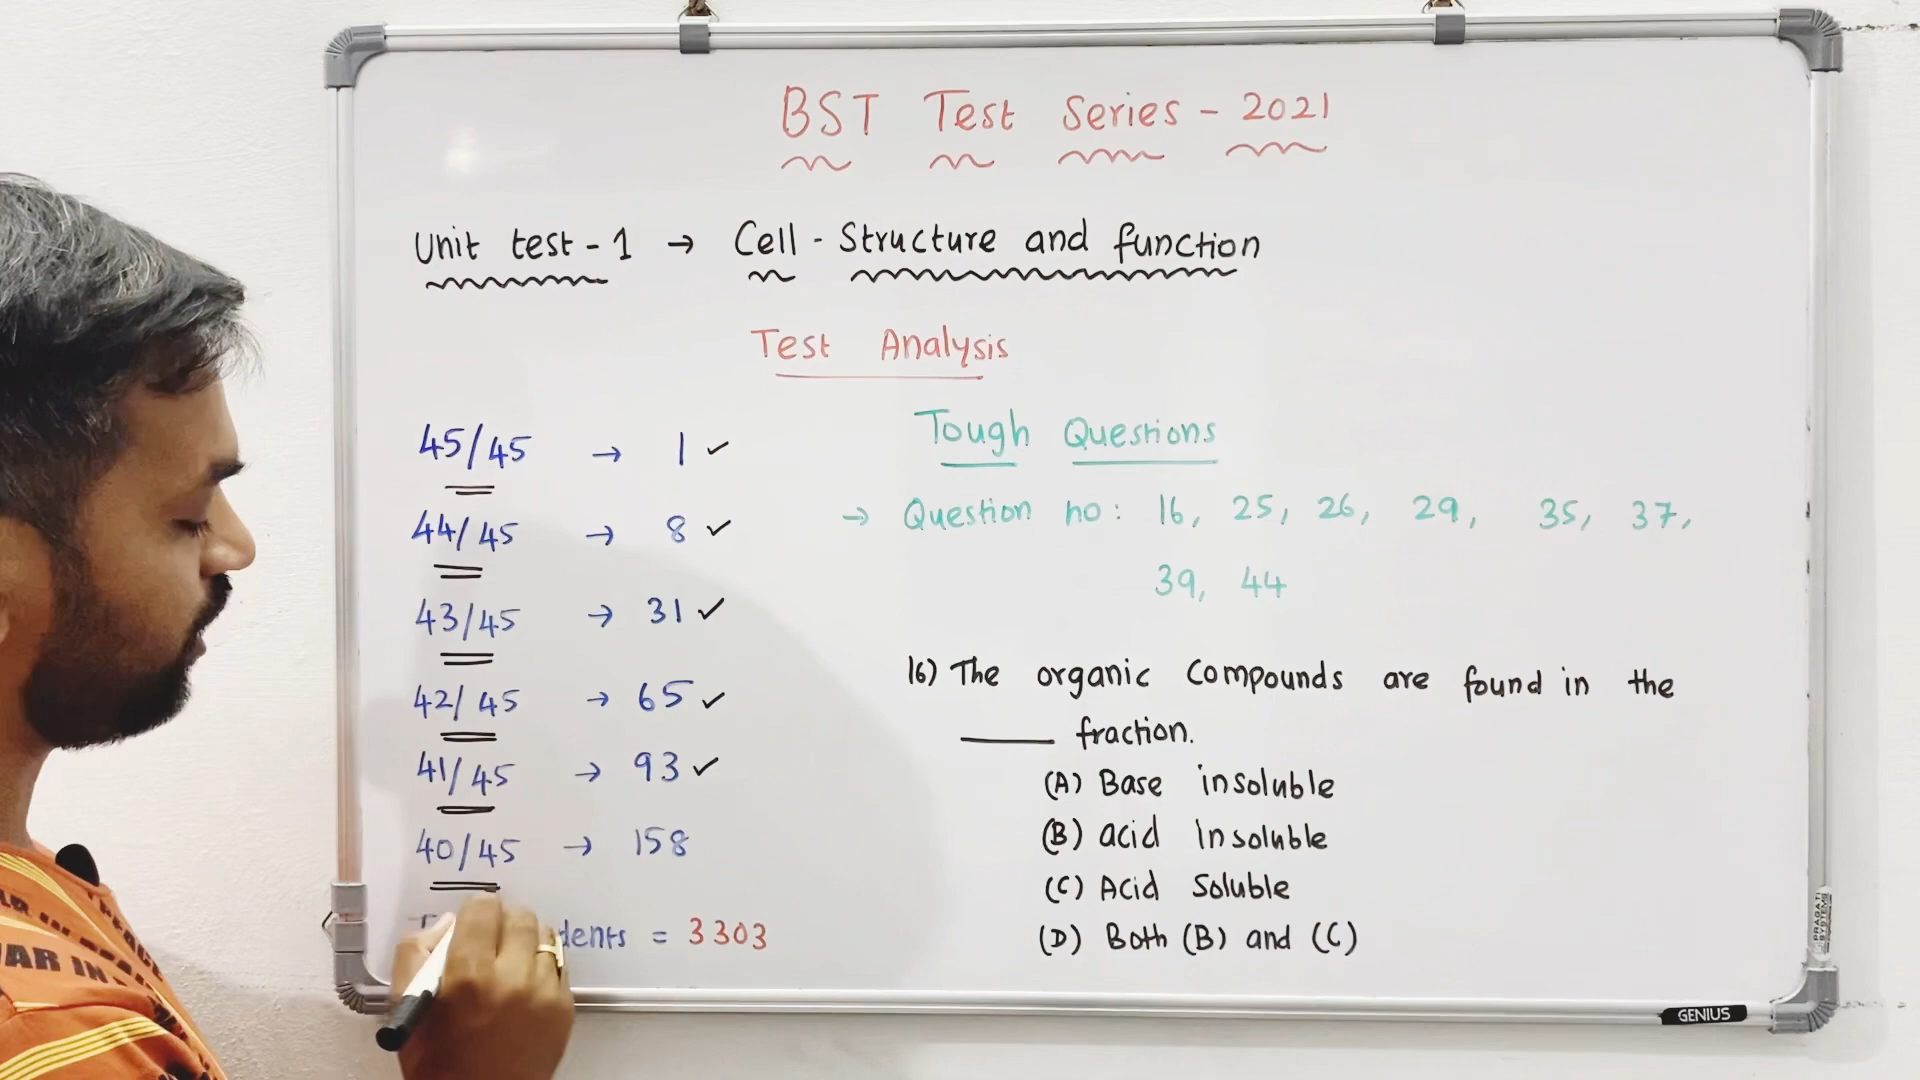 BST Test Series - 2021
Unit test - 1 → Cell - Structure and function
Test Analysis
45/45 → 1 ✓
44/45 → 8 ✓
43/45 → 31 ✓
42/45 → 65 ✓
41/45 → 93 ✓
40/45 → 158
= 3303
Tough Questions
→ Question no: 16, 25, 26, 29, 35, 37,
39, 44
16) The organic Compounds are found in the
____ fraction.
(A) Base insoluble
(B) acid Insoluble
(C) Acid Soluble
(D) Both (B) and (C)
PRAGATI
SYSTEMS
GENIUS